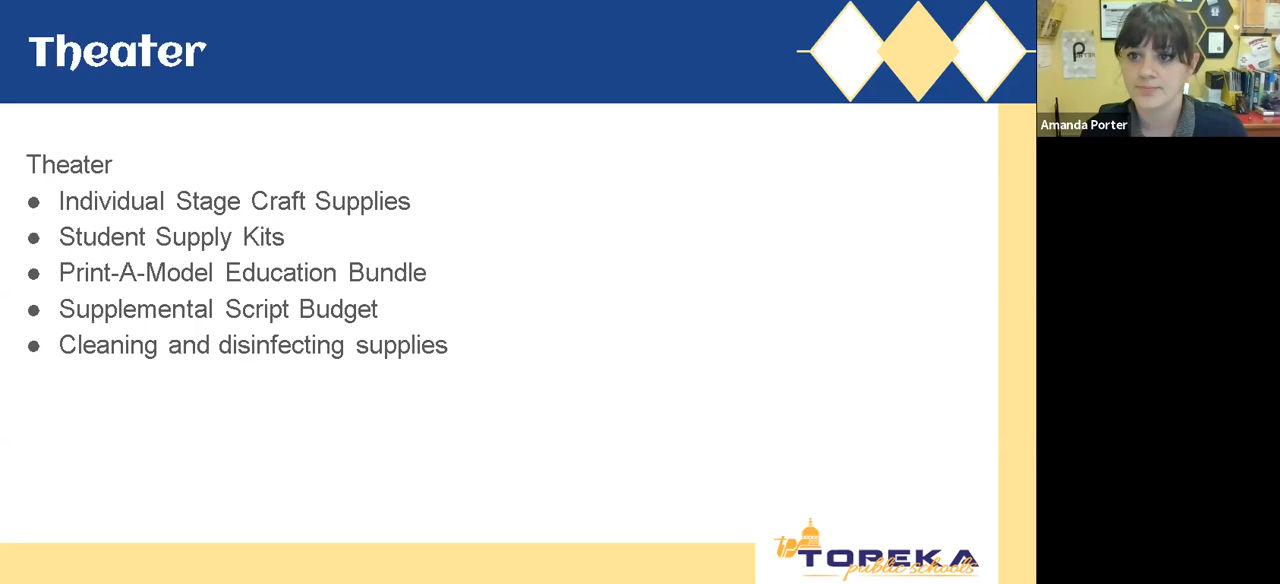 Theater
Amanda Porter
Theater
● Individual Stage Craft Supplies
● Student Supply Kits
● Print-A-Model Education Bundle
● Supplemental Script Budget
● Cleaning and disinfecting supplies
tps TOPEKA
public schools